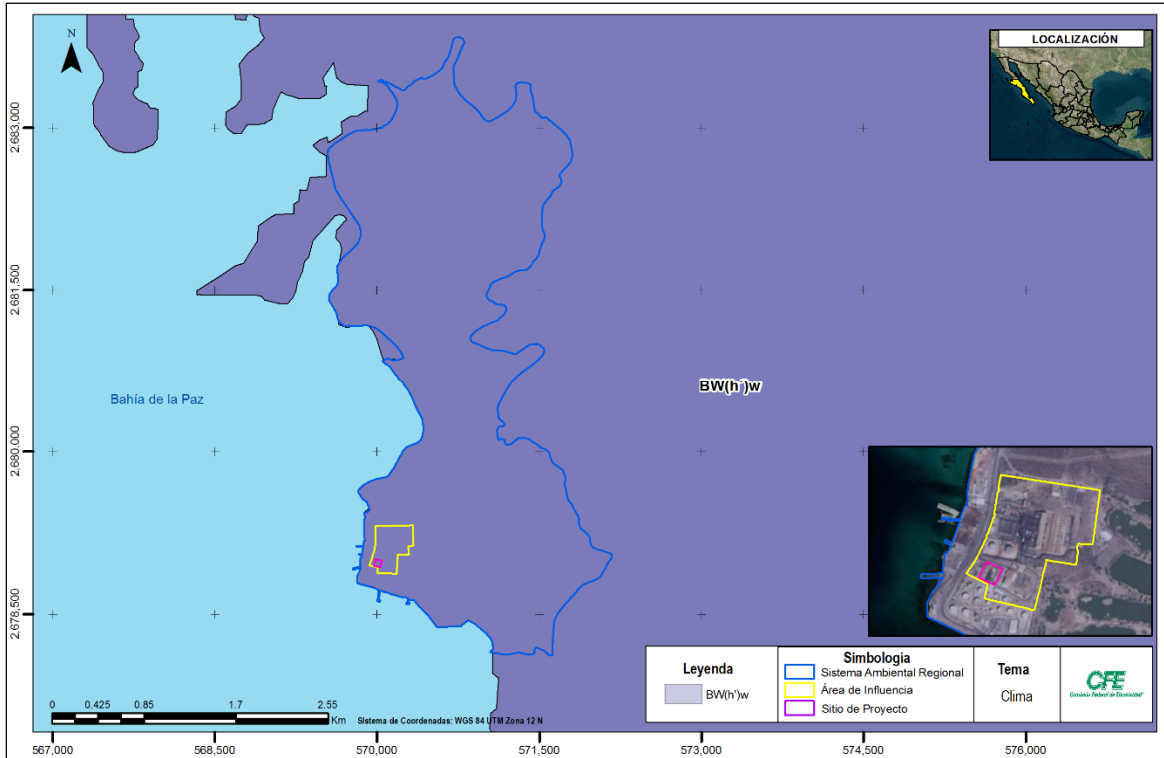 N
LOCALIZACIÓN
2.683.000
2.681.500
2.680.000
2.678.500
Bahía de la Paz
BW(h´)w
Leyenda
BW(h')w
Simbología
Sistema Ambiental Regional
Área de Influencia
Sitio de Proyecto
Tema
Clima
CFE
Comisión Federal de Electricidad
0 0.425 0.85 1.7 2.55
Km
Sistema de Coordenadas: WGS 84 UTM Zona 12 N
567,000 568,500 570,000 571,500 573,000 574,500 576,000